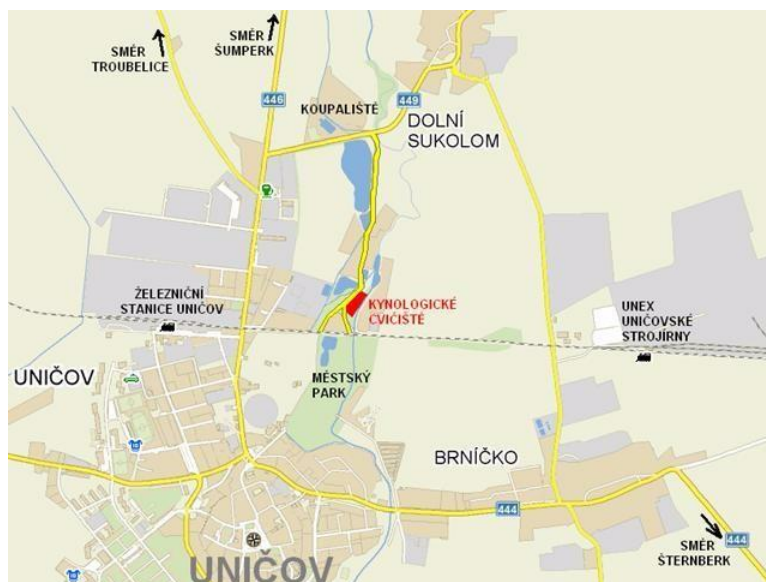 SMĚR
TROUBELICE
SMĚR
ŠUMPERK
446
KOUPALIŠTĚ
449
DOLNÍ
SUKOLOM
ŽELEZNIČNÍ
STANICE UNIČOV
KYNOLOGICKÉ
CVIČIŠTĚ
UNEX
UNIČOVSKÉ
STROJÍRNY
UNIČOV
MĚSTSKÝ
PARK
BRNÍČKO
444
444
SMĚR
ŠTERNBERK
UNIČOV